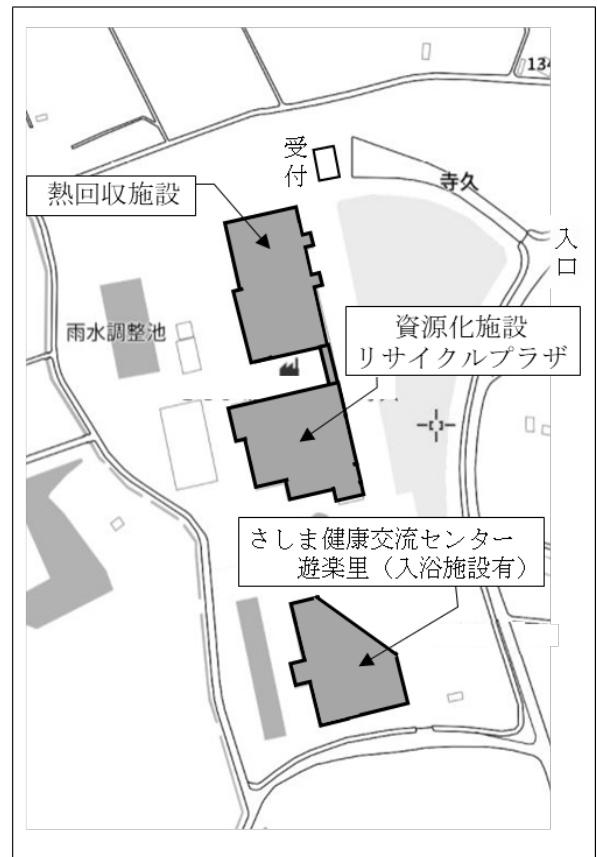 134
受付
寺久
熱回収施設
入口
資源化施設
リサイクルプラザ
雨水調整池
さしま健康交流センター
遊楽里（入浴施設有）